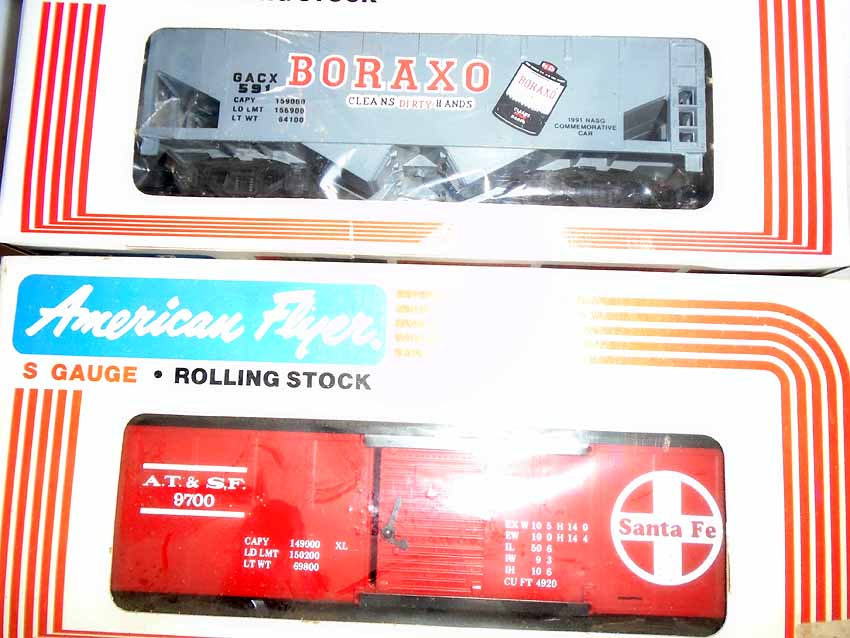 GACX
591
CAPY 159000
LD LMT 156900
LT WT 64100
BORAXO
CLEANS DIRTY HANDS
BORAXO
1991 NASG
COMMEMORATIVE
CAR
American Flyer.
S GAUGE • ROLLING STOCK
A.T. & S.F.
9700
CAPY 149000 XL
LD LMT 150200
LT WT 69800
EX W 10 5 H 14 0
EW 10 0 H 14 4
IL 50 6
IW 9 3
IH 10 6
CU FT 4920
Santa Fe